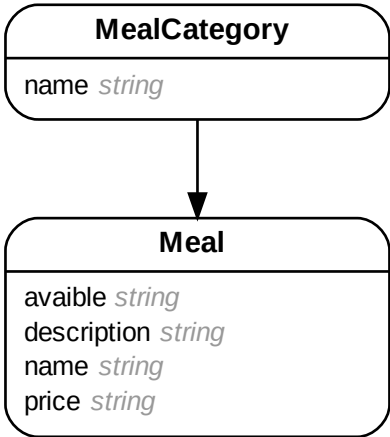 MealCategory
name string
Meal
avaible string
description string
name string
price string